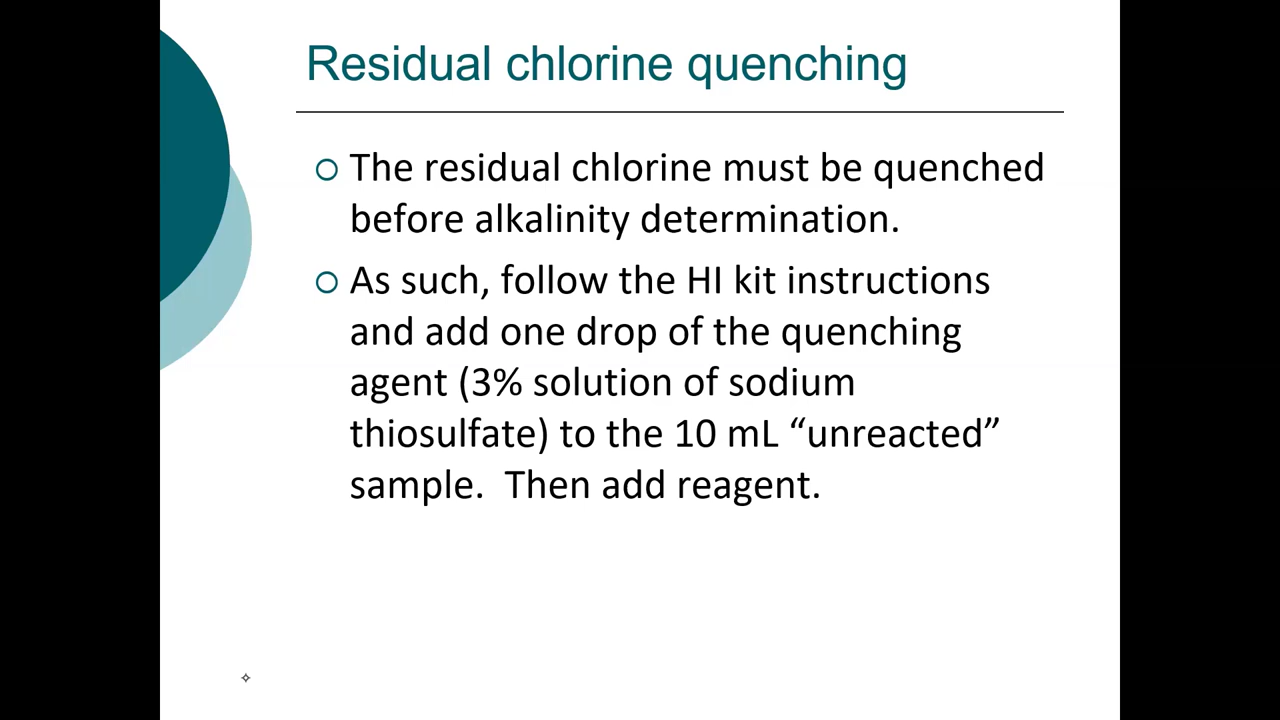 Residual chlorine quenching
The residual chlorine must be quenched
before alkalinity determination.
As such, follow the HI kit instructions
and add one drop of the quenching
agent (3% solution of sodium
thiosulfate) to the 10 mL “unreacted”
sample.  Then add reagent.